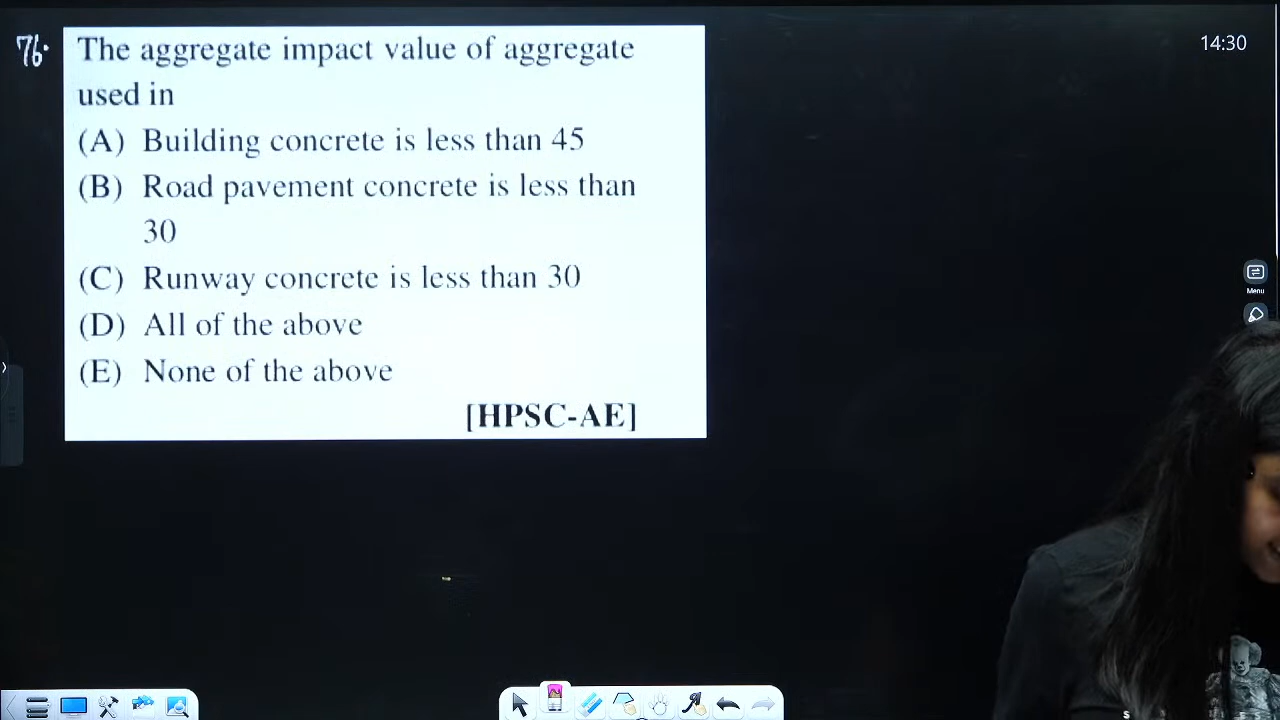 76.
The aggregate impact value of aggregate
used in
(A) Building concrete is less than 45
(B) Road pavement concrete is less than
30
(C) Runway concrete is less than 30
(D) All of the above
(E) None of the above
[HPSC-AE]
14:30
Menu